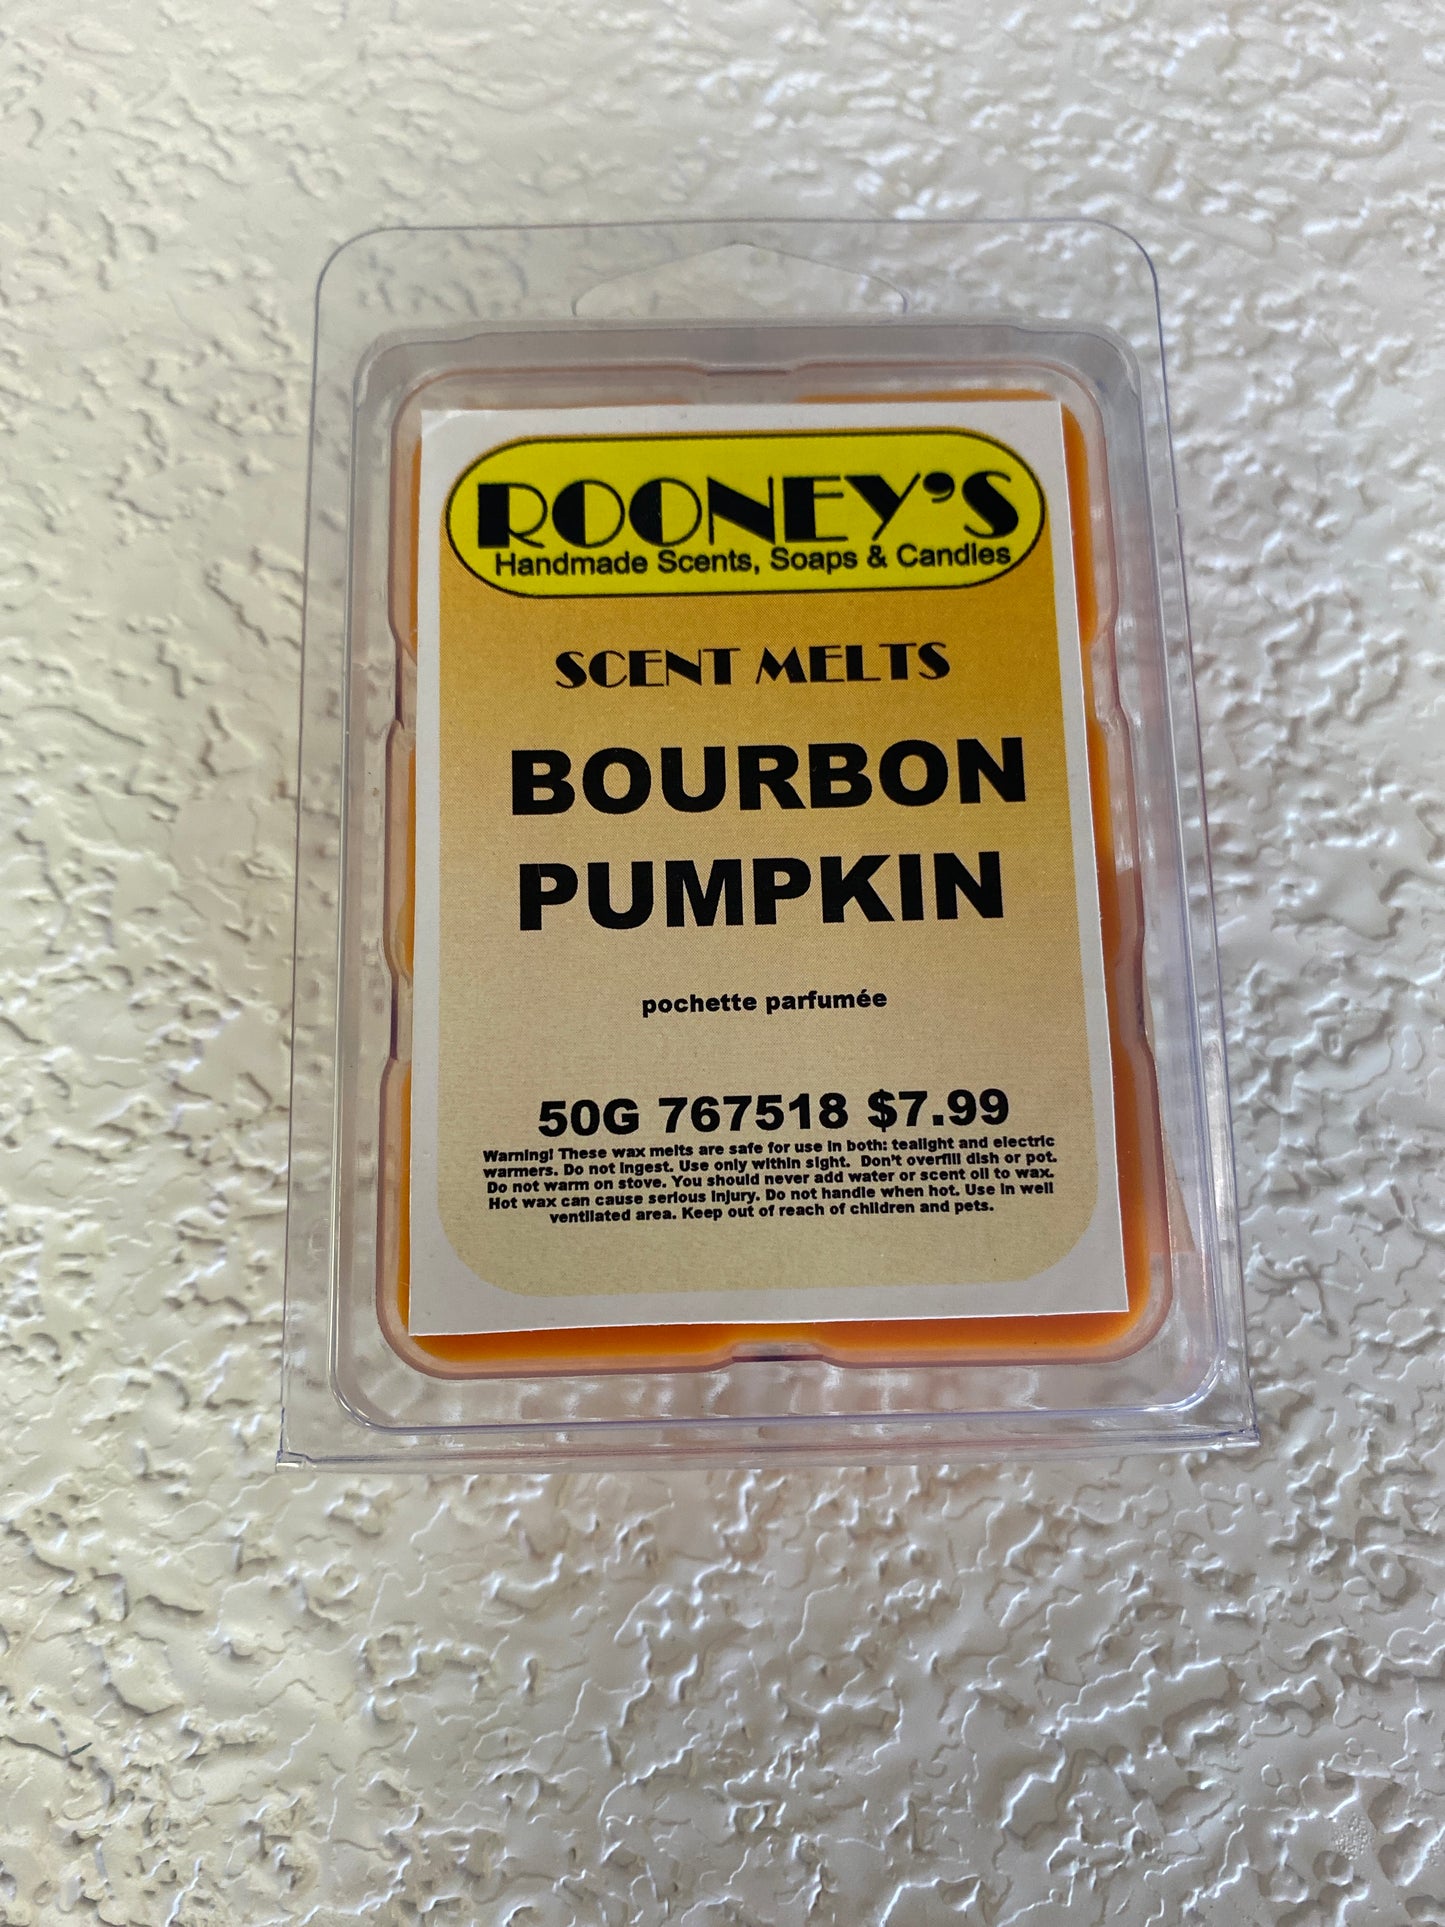 ROONEY'S
Handmade Scents, Soaps & Candles
SCENT MELTS
BOURBON
PUMPKIN
pochette parfumée
50G 767518 $7.99
Warning! These wax melts are safe for use in both: tealight and electric
warmers. Do not ingest. Use only within sight. Don't overfill dish or pot.
Do not warm on stove. You should never add water or scent oil to wax.
Hot wax can cause serious injury. Do not handle when hot. Use in well
ventilated area. Keep out of reach of children and pets.